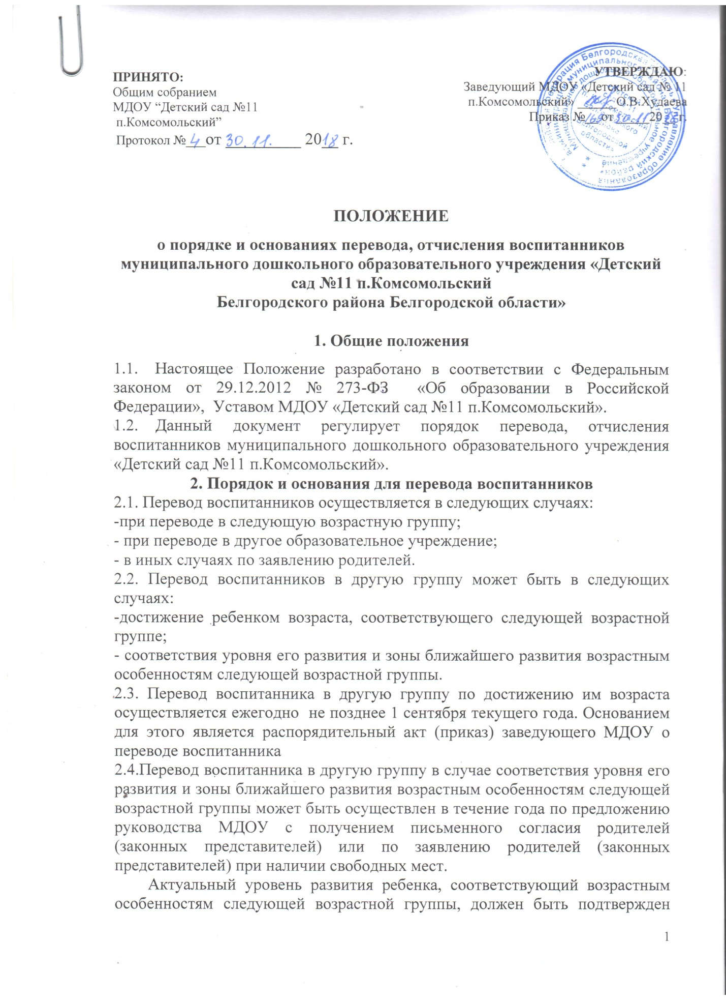 ПРИНЯТО:
Общим собранием
МДОУ “Детский сад №11
п.Комсомольский”
Протокол № 4 от 30.11. 2018 г.
УТВЕРЖДАЮ:
Заведующий МДОУ «Детский сад № 11
п.Комсомольский» ______ О.В.Худаева
Приказ № от 30.11 2018 г.
ПОЛОЖЕНИЕ
о порядке и основаниях перевода, отчисления воспитанников
муниципального дошкольного образовательного учреждения «Детский
сад №11 п.Комсомольский
Белгородского района Белгородской области»
1. Общие положения
1.1. Настоящее Положение разработано в соответствии с Федеральным
законом от 29.12.2012 № 273-ФЗ «Об образовании в Российской
Федерации», Уставом МДОУ «Детский сад №11 п.Комсомольский».
1.2. Данный документ регулирует порядок перевода, отчисления
воспитанников муниципального дошкольного образовательного учреждения
«Детский сад №11 п.Комсомольский».
2. Порядок и основания для перевода воспитанников
2.1. Перевод воспитанников осуществляется в следующих случаях:
-при переводе в следующую возрастную группу;
- при переводе в другое образовательное учреждение;
- в иных случаях по заявлению родителей.
2.2. Перевод воспитанников в другую группу может быть в следующих
случаях:
-достижение ребенком возраста, соответствующего следующей возрастной
группе;
- соответствия уровня его развития и зоны ближайшего развития возрастным
особенностям следующей возрастной группы.
2.3. Перевод воспитанника в другую группу по достижению им возраста
осуществляется ежегодно не позднее 1 сентября текущего года. Основанием
для этого является распорядительный акт (приказ) заведующего МДОУ о
переводе воспитанника
2.4.Перевод воспитанника в другую группу в случае соответствия уровня его
развития и зоны ближайшего развития возрастным особенностям следующей
возрастной группы может быть осуществлен в течение года по предложению
руководства МДОУ с получением письменного согласия родителей
(законных представителей) или по заявлению родителей (законных
представителей) при наличии свободных мест.
Актуальный уровень развития ребенка, соответствующий возрастным
особенностям следующей возрастной группы, должен быть подтвержден
1